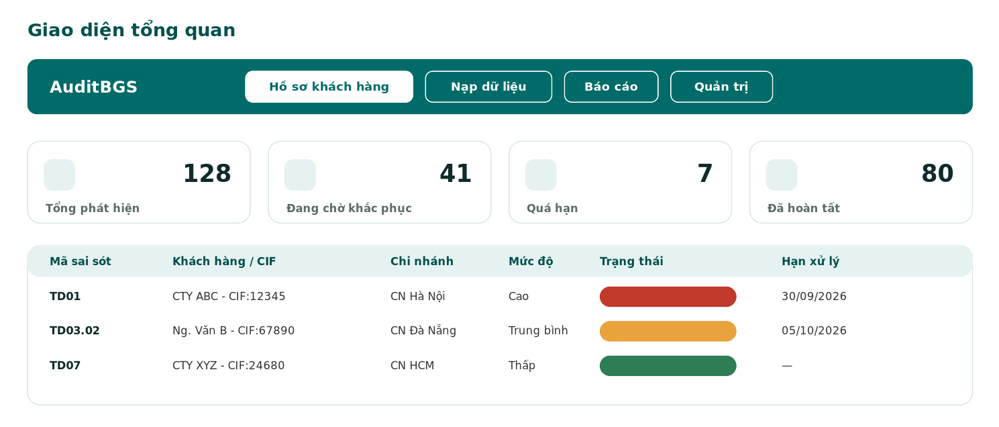 Giao diện tổng quan
AuditBGS Hồ sơ khách hàng Nạp dữ liệu Báo cáo Quản trị
128 41 7 80
Tổng phát hiện Đang chờ khắc phục Quá hạn Đã hoàn tất
Mã sai sót Khách hàng / CIF Chi nhánh Mức độ Trạng thái Hạn xử lý
TD01 CTY ABC - CIF:12345 CN Hà Nội Cao 30/09/2026
TD03.02 Ng. Văn B - CIF:67890 CN Đà Nẵng Trung bình 05/10/2026
TD07 CTY XYZ - CIF:24680 CN HCM Thấp —